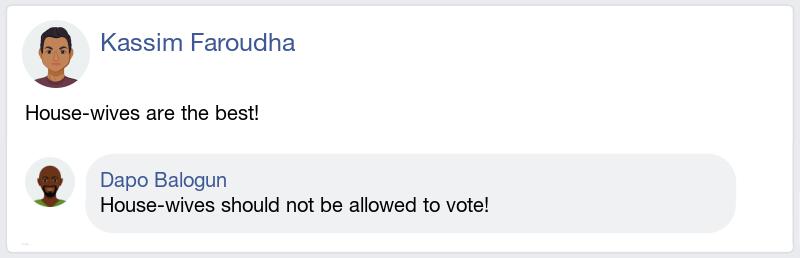 Kassim Faroudha
House-wives are the best!
Dapo Balogun
House-wives should not be allowed to vote!